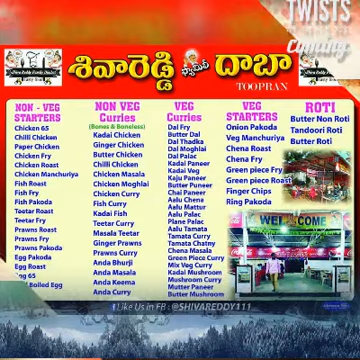 TWISTS
Coming
శివారెడ్డి ఫ్యామిలీ దాబా
TOOPRAN
NON - VEG
STARTERS
Chicken 65
Chilli Chicken
Paper Chicken
Chicken Fry
Chicken Roast
Chicken Manchuriya
Fish Roast
Fish Fry
Fish Pakoda
Teetar Roast
Teetar Fry
Prawns Roast
Prawns Fry
Prawns Pakoda
Egg Pakoda
Egg Roast
Egg 65
Boiled Egg
NON VEG
Curries
(Bones & Boneless)
Kadai Chicken
Ginger Chicken
Butter Chicken
Chilli Chicken
Chicken Masala
Chicken Moghlai
Chicken Curry
Fish Curry
Kadai Fish
Teetar Curry
Masala Teetar
Ginger Prawns
Prawns Curry
Anda Bhurji
Anda Masala
Anda Keema
Anda Curry
VEG
Curries
Dal Fry
Butter Dal
Dal Thadka
Dal Moghlai
Dal Palac
Kadai Paneer
Kadai Veg
Kaju Paneer
Butter Puneer
Chai Paneer
Aalu Chena
Aalu Mattur
Aalu Palac
Plane Palac
Aalu Tamata
Tamata Curry
Tamata Chatny
Chena Masala
Green Piece Curry
Mix Veg Curry
Kadai Mushroom
Mushroom Curry
Mutter Paneer
Butter Mushroom
VEG
STARTERS
Onion Pakoda
Veg Manchuriya
Chena Roast
Chena Fry
Green piece Fry
Green piece Roast
Finger Chips
Ring Pakoda
ROTI
Butter Non Roti
Tandoori Roti
Butter Roti
WELCOME
Like Us in FB : @SHIVAREDDY111